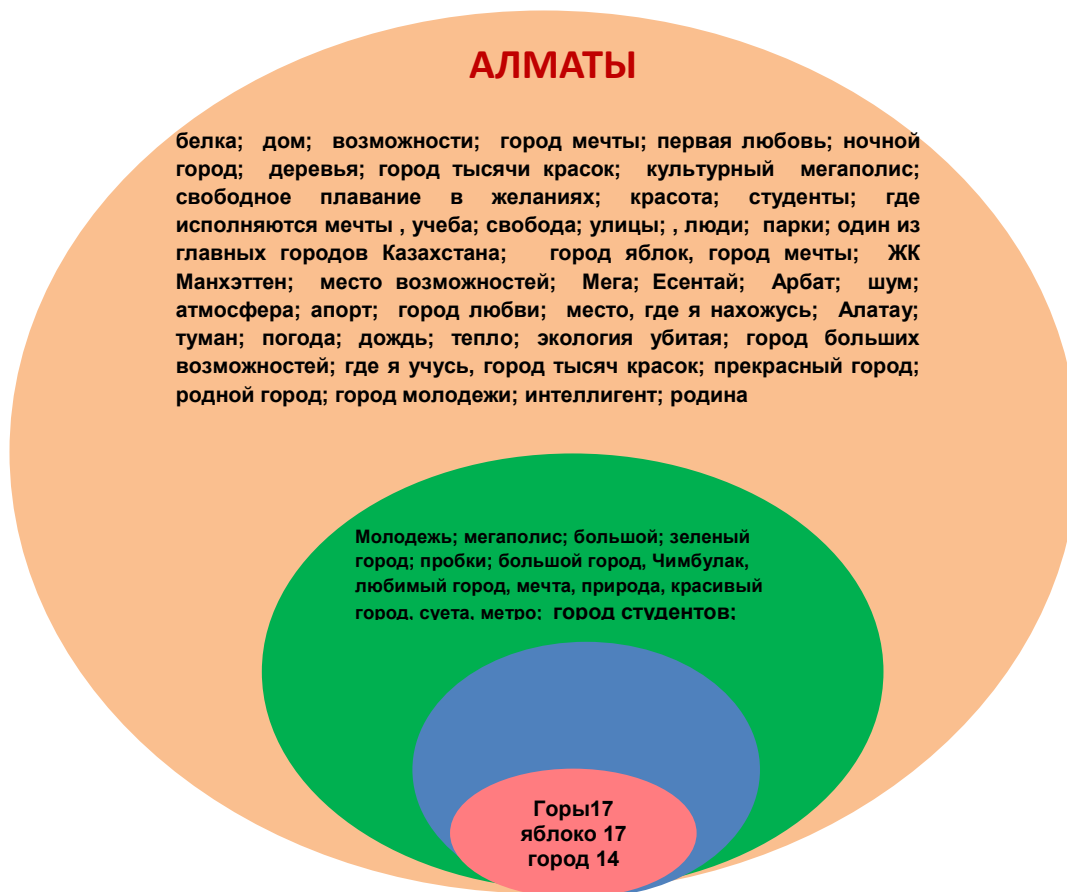 АЛМАТЫ
белка; дом; возможности; город мечты; первая любовь; ночной
город; деревья; город тысячи красок; культурный мегаполис;
свободное плавание в желаниях; красота; студенты; где
исполняются мечты , учеба; свобода; улицы; , люди; парки; один из
главных городов Казахстана; город яблок, город мечты; ЖК
Манхэттен; место возможностей; Мега; Есентай; Арбат; шум;
атмосфера; апорт; город любви; место, где я нахожусь; Алатау;
туман; погода; дождь; тепло; экология убитая; город больших
возможностей; где я учусь, город тысяч красок; прекрасный город;
родной город; город молодежи; интеллигент; родина
Молодежь; мегаполис; большой; зеленый
город; пробки; большой город, Чимбулак,
любимый город, мечта, природа, красивый
город, суета, метро; город студентов;
Горы17
яблоко 17
город 14